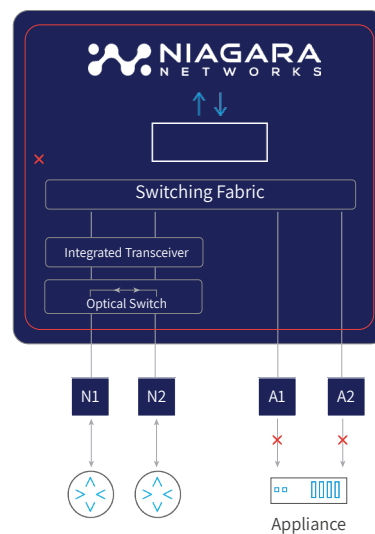 NIAGARA
NETWORKS
Switching Fabric
Integrated Transceiver
Optical Switch
N1 N2 A1 A2
Appliance